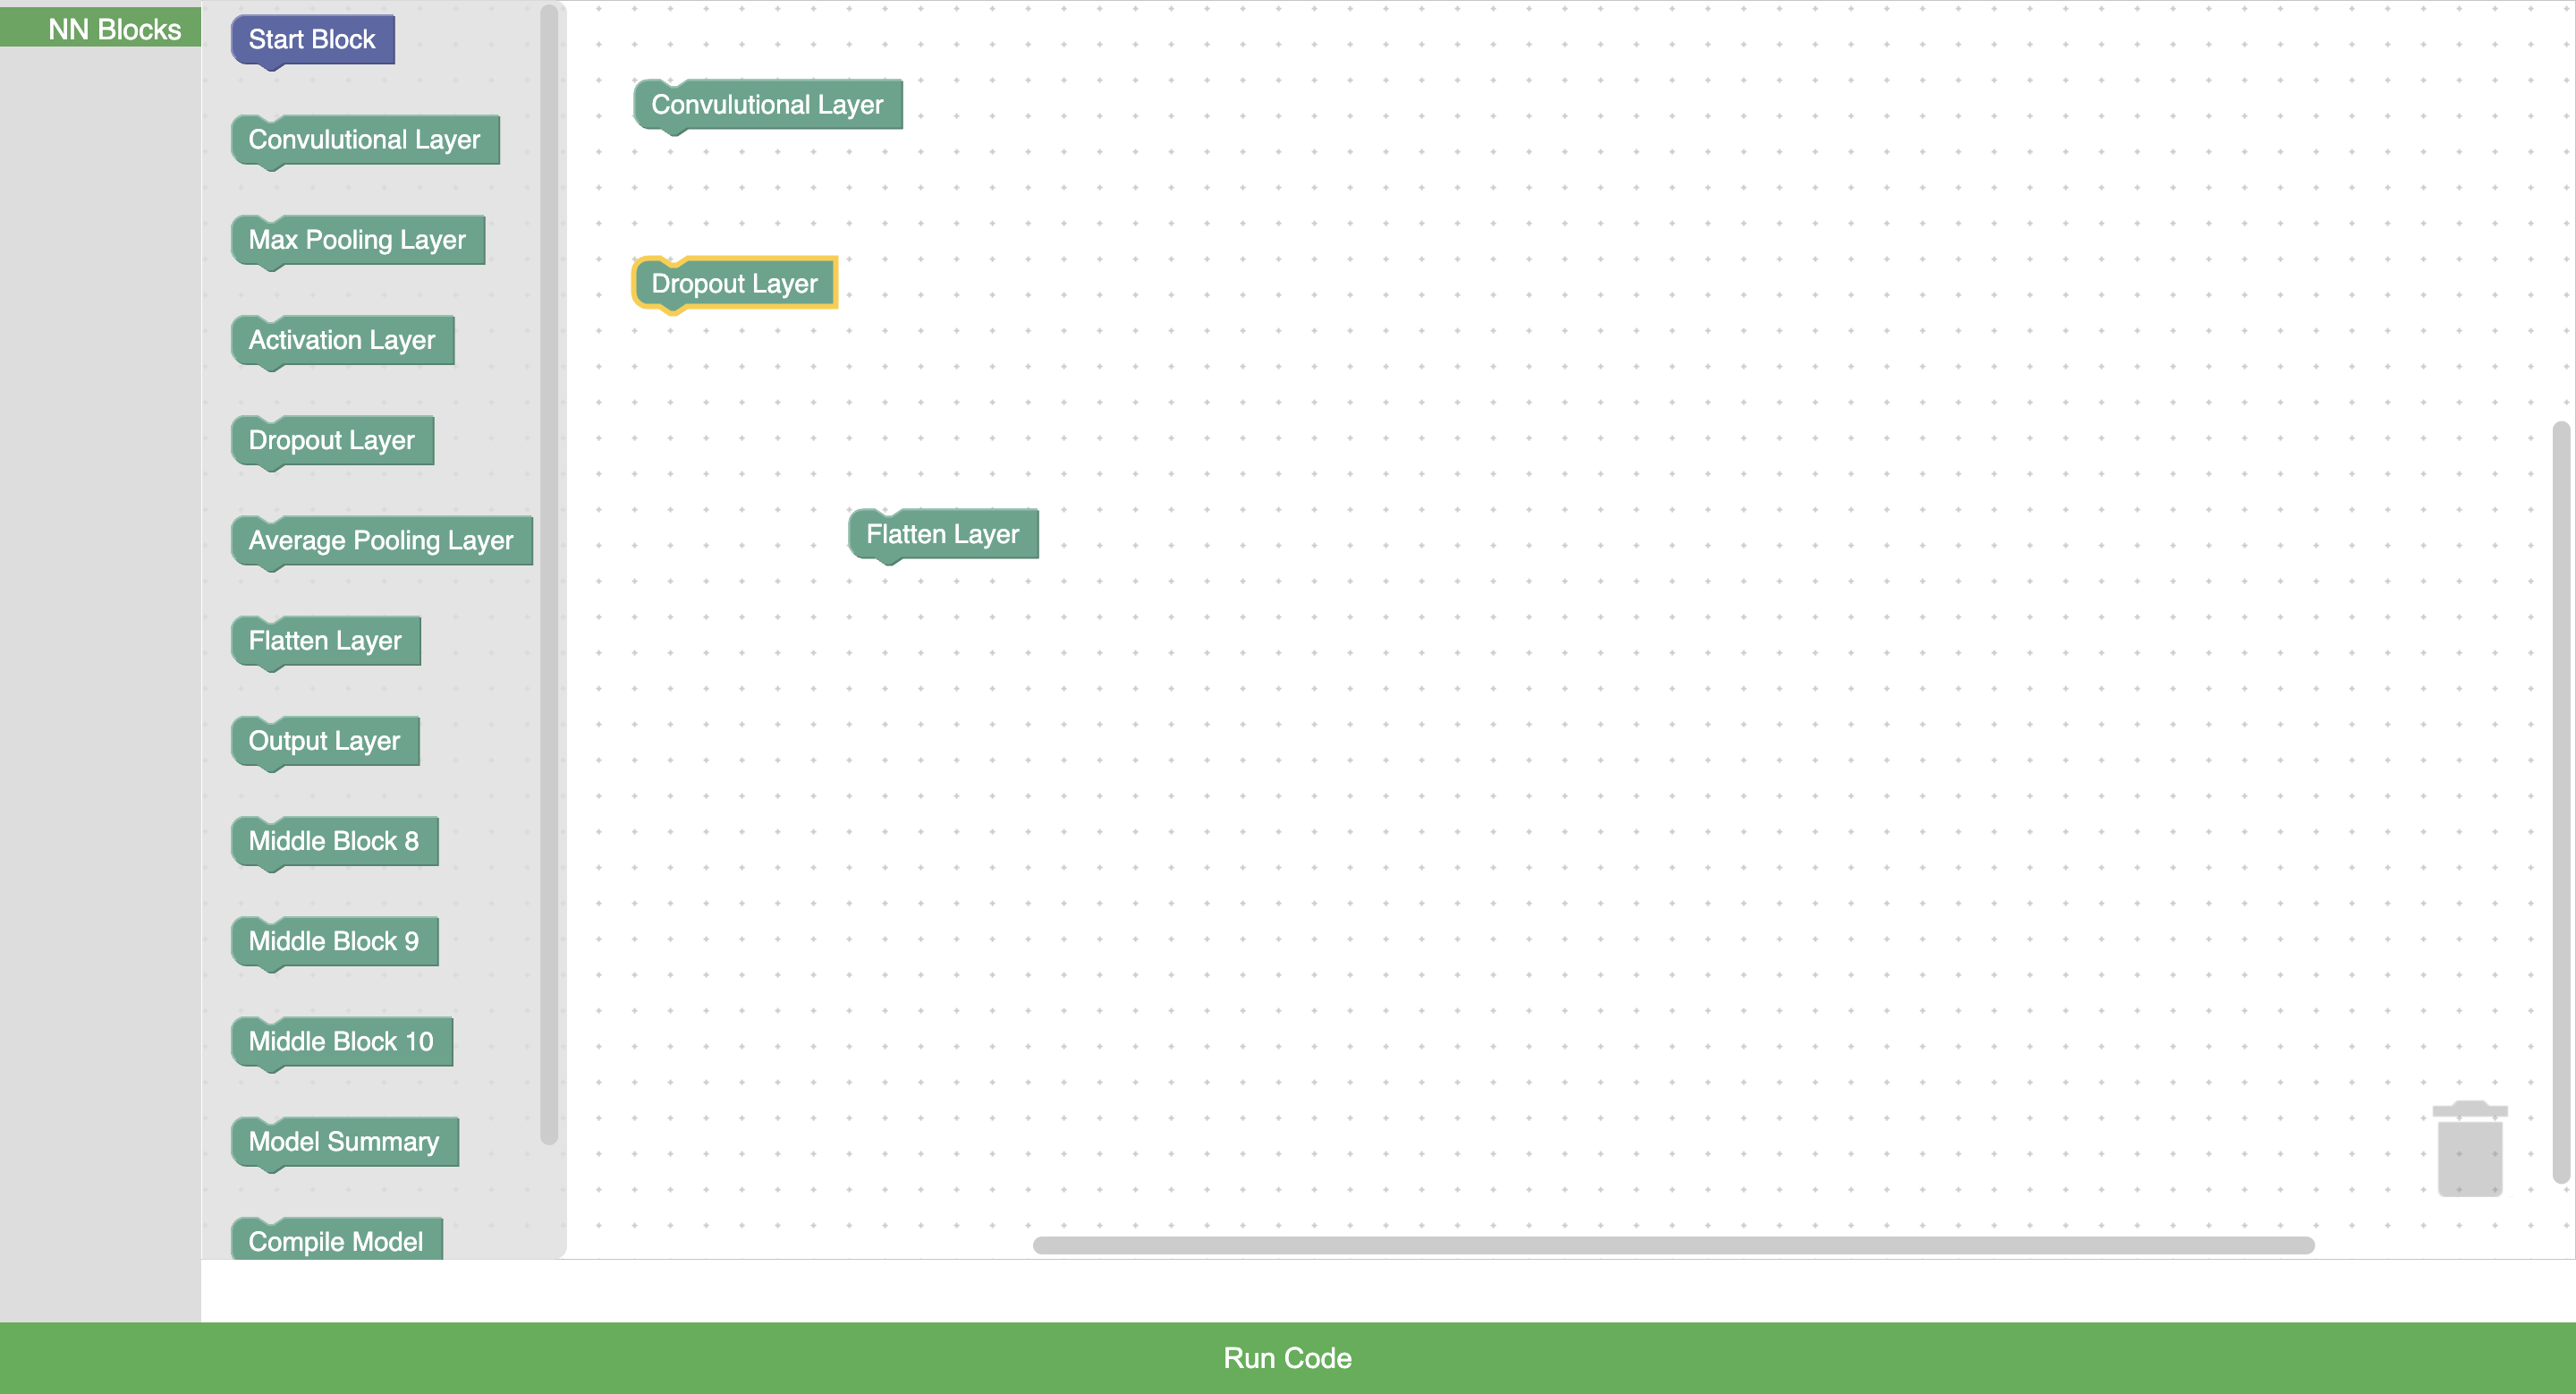 NN Blocks
Start Block
Convulutional Layer
Max Pooling Layer
Activation Layer
Dropout Layer
Average Pooling Layer
Flatten Layer
Output Layer
Middle Block 8
Middle Block 9
Middle Block 10
Model Summary
Compile Model
Convulutional Layer
Dropout Layer
Flatten Layer
Run Code